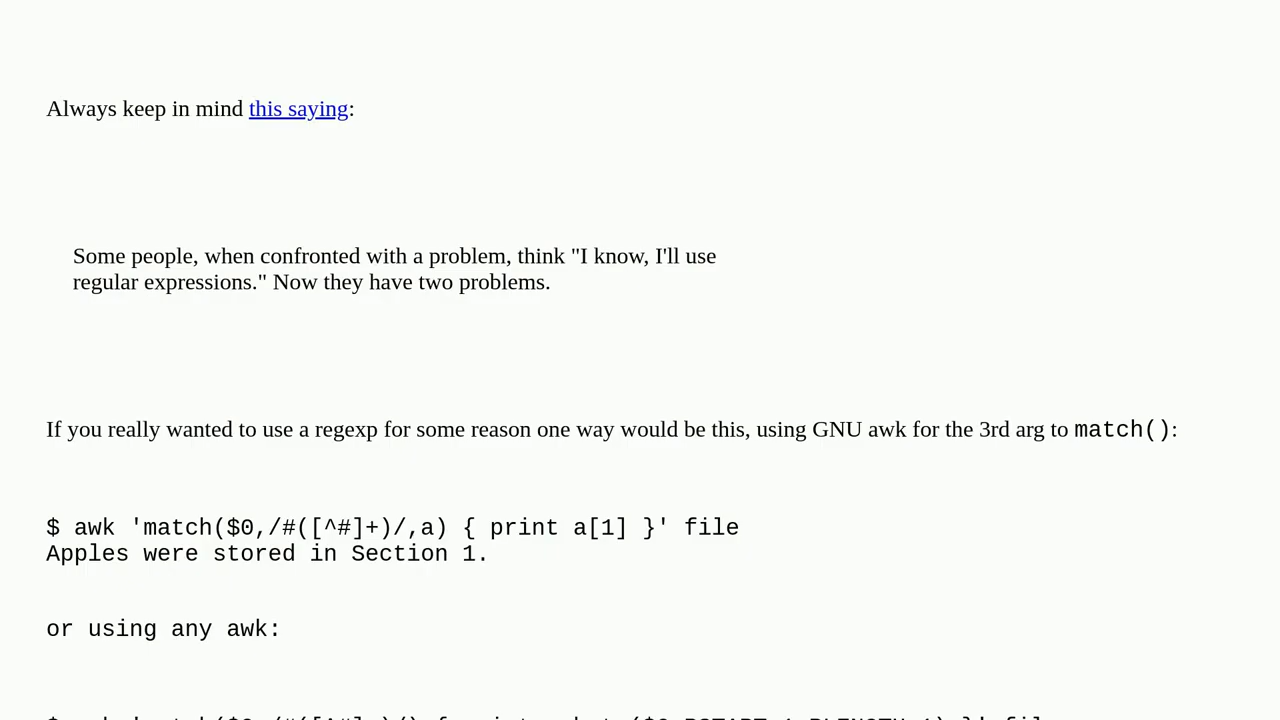 Always keep in mind this saying:
Some people, when confronted with a problem, think "I know, I'll use
regular expressions." Now they have two problems.
If you really wanted to use a regexp for some reason one way would be this, using GNU awk for the 3rd arg to match():
$ awk 'match($0,/#([^#]+)/,a) { print a[1] }' file
Apples were stored in Section 1.
or using any awk: